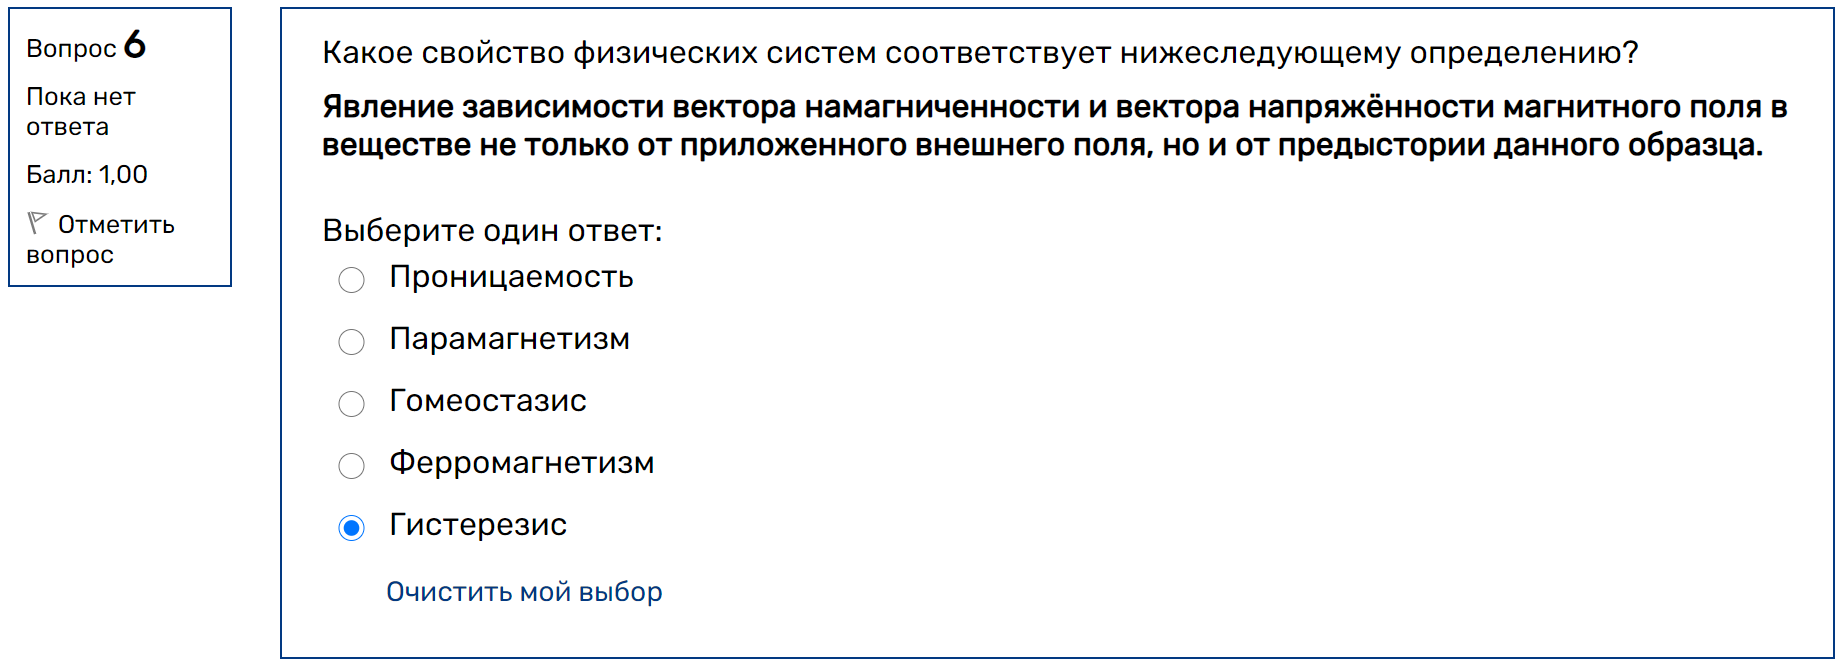 Вопрос 6
Пока нет
ответа
Балл: 1,00
Отметить
вопрос
Какое свойство физических систем соответствует нижеследующему определению?
Явление зависимости вектора намагниченности и вектора напряжённости магнитного поля в
веществе не только от приложенного внешнего поля, но и от предыстории данного образца.
Выберите один ответ:
Проницаемость
Парамагнетизм
Гомеостазис
Ферромагнетизм
Гистерезис
Очистить мой выбор